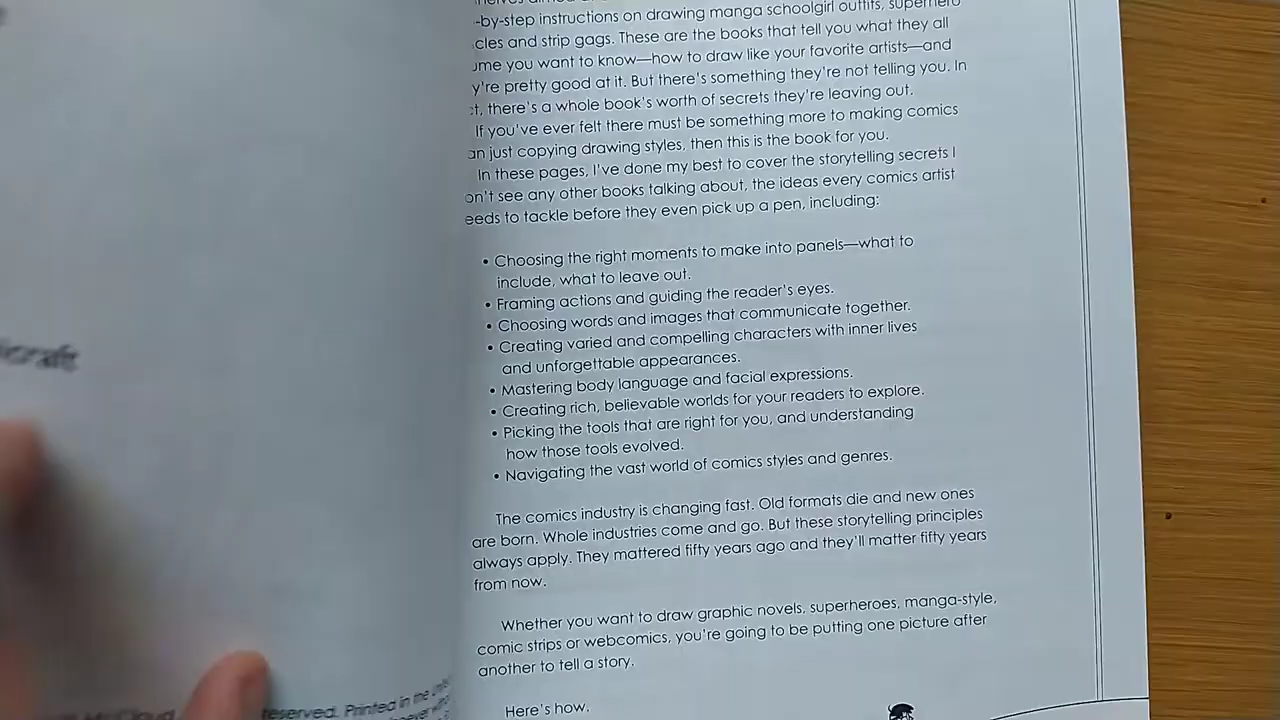 -by-step instructions on drawing manga schoolgirl outfits, superhero
cles and strip gags. These are the books that tell you what they all
ume you want to know—how to draw like your favorite artists—and
y're pretty good at it. But there's something they're not telling you. In
ct, there's a whole book's worth of secrets they're leaving out.
If you've ever felt there must be something more to making comics
an just copying drawing styles, then this is the book for you.
In these pages, I've done my best to cover the storytelling secrets I
on't see any other books talking about, the ideas every comics artist
eeds to tackle before they even pick up a pen, including:
• Choosing the right moments to make into panels—what to
include, what to leave out.
• Framing actions and guiding the reader's eyes.
• Choosing words and images that communicate together.
• Creating varied and compelling characters with inner lives
and unforgettable appearances.
• Mastering body language and facial expressions.
• Creating rich, believable worlds for your readers to explore.
• Picking the tools that are right for you, and understanding
how those tools evolved.
• Navigating the vast world of comics styles and genres.
The comics industry is changing fast. Old formats die and new ones
are born. Whole industries come and go. But these storytelling principles
always apply. They mattered fifty years ago and they'll matter fifty years
from now.
Whether you want to draw graphic novels, superheroes, manga-style,
comic strips or webcomics, you're going to be putting one picture after
another to tell a story.
Here's how.
eserved. Printed in the